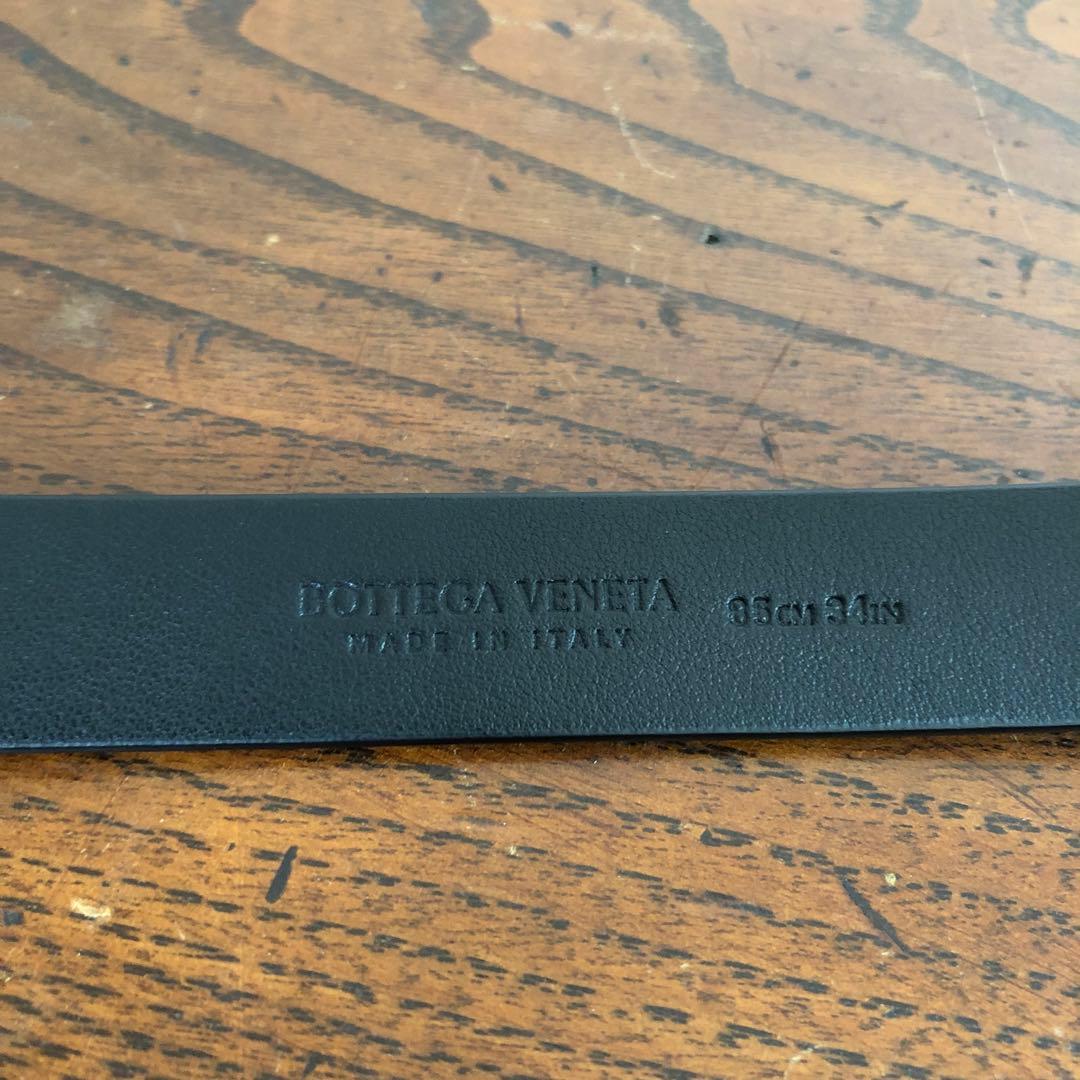 BOTTEGA VENETA
MADE IN ITALY
85CM 34IN